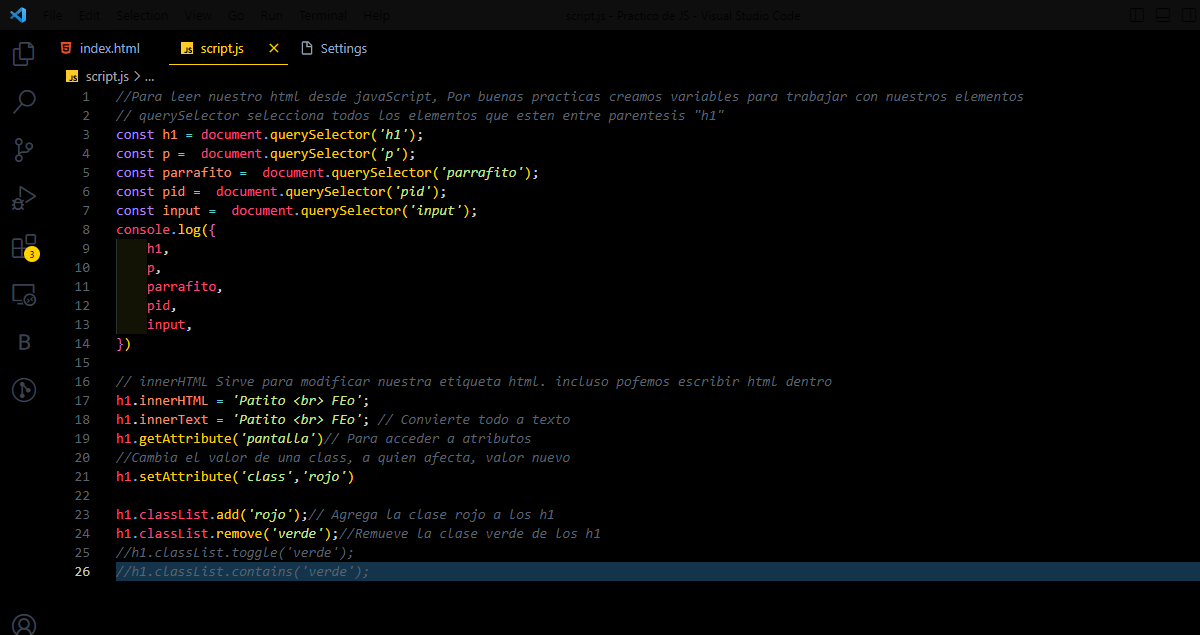 File Edit Selection View Go Run Terminal Help script.js - Practico de JS - Visual Studio Code
index.html JS script.js × Settings
JS script.js > ...
1 //Para leer nuestro html desde javaScript, Por buenas practicas creamos variables para trabajar con nuestros elementos
2 // querySelector selecciona todos los elementos que esten entre parentesis "h1"
3 const h1 = document.querySelector('h1');
4 const p =  document.querySelector('p');
5 const parrafito =  document.querySelector('parrafito');
6 const pid =  document.querySelector('pid');
7 const input =  document.querySelector('input');
8 console.log({
9     h1,
10     p,
11     parrafito,
12     pid,
13     input,
14 })
15
16 // innerHTML Sirve para modificar nuestra etiqueta html. incluso pofemos escribir html dentro
17 h1.innerHTML = 'Patito <br> FEo';
18 h1.innerText = 'Patito <br> FEo'; // Convierte todo a texto
19 h1.getAttribute('pantalla')// Para acceder a atributos
20 //Cambia el valor de una class, a quien afecta, valor nuevo
21 h1.setAttribute('class','rojo')
22
23 h1.classList.add('rojo');// Agrega la clase rojo a los h1
24 h1.classList.remove('verde');//Remueve la clase verde de los h1
25 //h1.classList.toggle('verde');
26 //h1.classList.contains('verde');
3
B